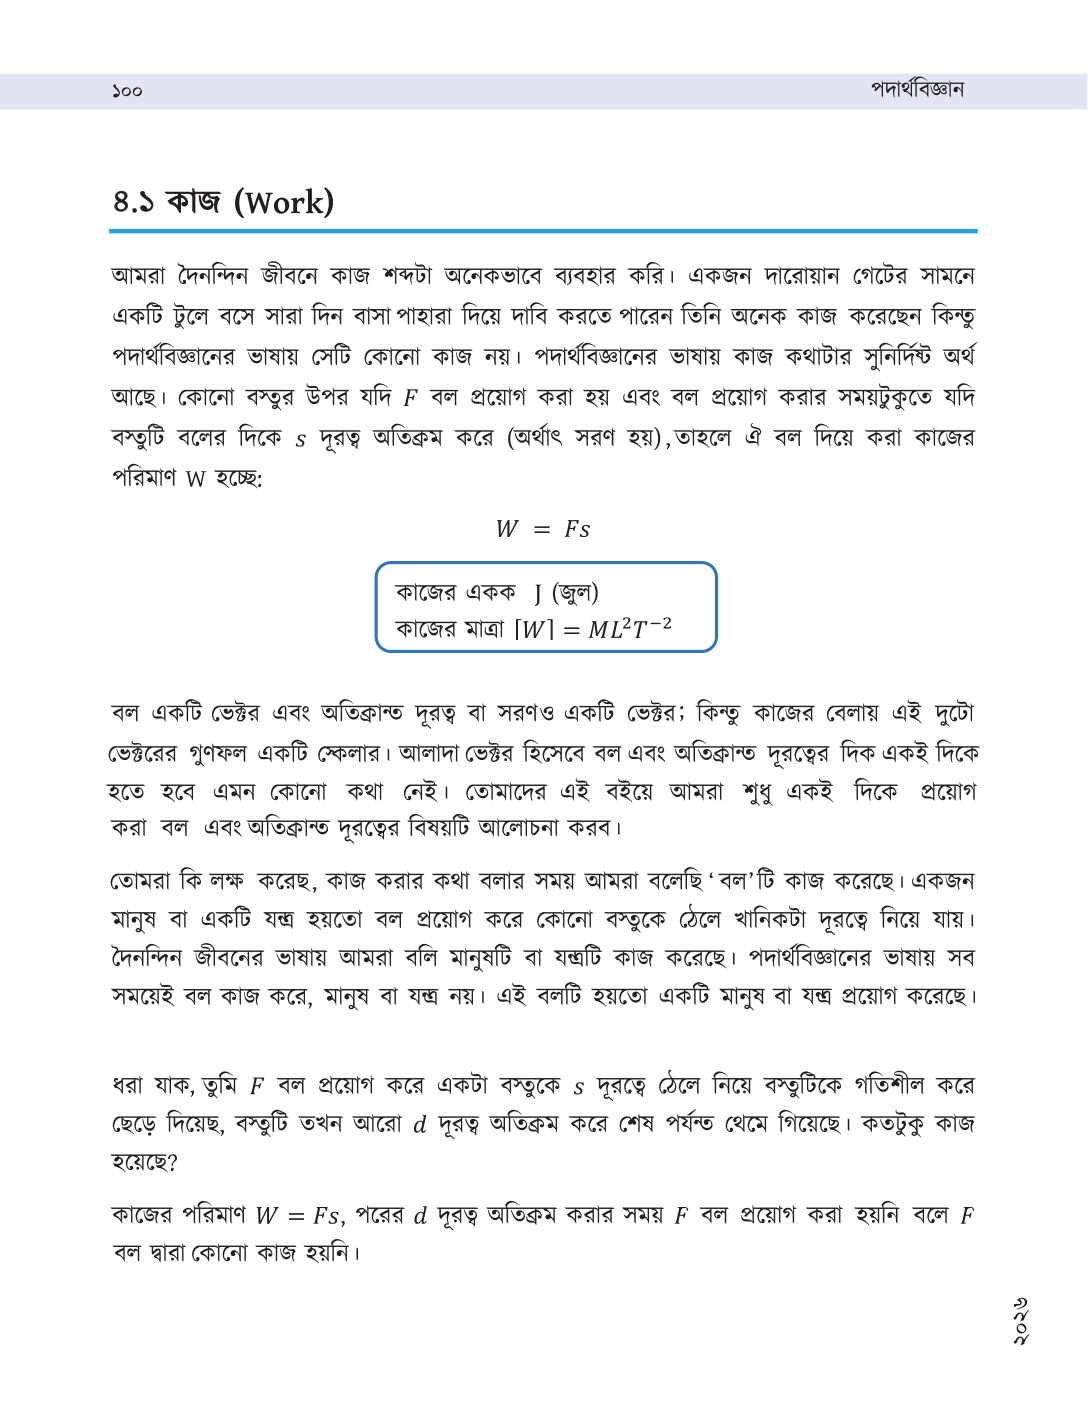 ১০০ পদার্থবিজ্ঞান
৪.১ কাজ (Work)
আমরা দৈনন্দিন জীবনে কাজ শব্দটা অনেকভাবে ব্যবহার করি। একজন দারোয়ান গেটের সামনে
একটি টুলে বসে সারা দিন বাসা পাহারা দিয়ে দাবি করতে পারেন তিনি অনেক কাজ করেছেন কিন্তু
পদার্থবিজ্ঞানের ভাষায় সেটি কোনো কাজ নয়। পদার্থবিজ্ঞানের ভাষায় কাজ কথাটার সুনির্দিষ্ট অর্থ
আছে। কোনো বস্তুর উপর যদি F বল প্রয়োগ করা হয় এবং বল প্রয়োগ করার সময়টুকুতে যদি
বস্তুটি বলের দিকে s দূরত্ব অতিক্রম করে (অর্থাৎ সরণ হয়), তাহলে ঐ বল দিয়ে করা কাজের
পরিমাণ W হচ্ছে:
W = Fs
কাজের একক J (জুল)
কাজের মাত্রা ⌈W⌉ = ML²T⁻²
বল একটি ভেক্টর এবং অতিক্রান্ত দূরত্ব বা সরণও একটি ভেক্টর; কিন্তু কাজের বেলায় এই দুটো
ভেক্টরের গুণফল একটি স্কেলার। আলাদা ভেক্টর হিসেবে বল এবং অতিক্রান্ত দূরত্বের দিক একই দিকে
হতে হবে এমন কোনো কথা নেই। তোমাদের এই বইয়ে আমরা শুধু একই দিকে প্রয়োগ
করা বল এবং অতিক্রান্ত দূরত্বের বিষয়টি আলোচনা করব।
তোমরা কি লক্ষ করেছ, কাজ করার কথা বলার সময় আমরা বলেছি ‘বল’টি কাজ করেছে। একজন
মানুষ বা একটি যন্ত্র হয়তো বল প্রয়োগ করে কোনো বস্তুকে ঠেলে খানিকটা দূরত্বে নিয়ে যায়।
দৈনন্দিন জীবনের ভাষায় আমরা বলি মানুষটি বা যন্ত্রটি কাজ করেছে। পদার্থবিজ্ঞানের ভাষায় সব
সময়েই বল কাজ করে, মানুষ বা যন্ত্র নয়। এই বলটি হয়তো একটি মানুষ বা যন্ত্র প্রয়োগ করেছে।
ধরা যাক, তুমি F বল প্রয়োগ করে একটা বস্তুকে s দূরত্বে ঠেলে নিয়ে বস্তুটিকে গতিশীল করে
ছেড়ে দিয়েছ, বস্তুটি তখন আরো d দূরত্ব অতিক্রম করে শেষ পর্যন্ত থেমে গিয়েছে। কতটুকু কাজ
হয়েছে?
কাজের পরিমাণ W = Fs, পরের d দূরত্ব অতিক্রম করার সময় F বল প্রয়োগ করা হয়নি বলে F
বল দ্বারা কোনো কাজ হয়নি।
২০২৬